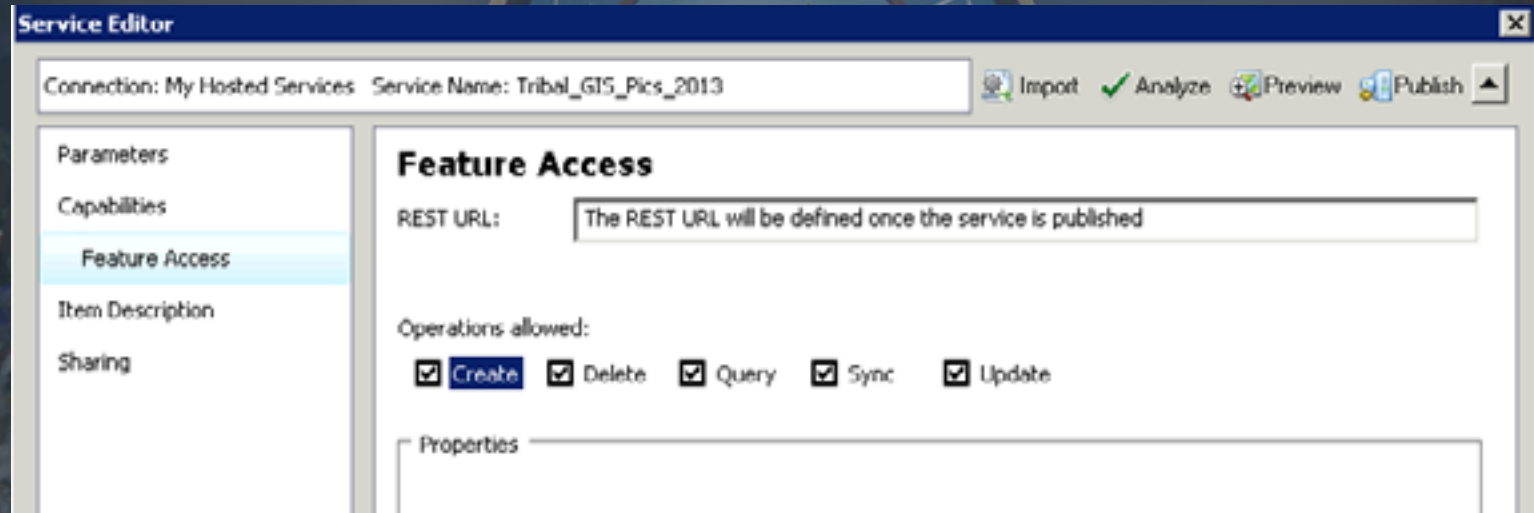 Service Editor
Connection: My Hosted Services Service Name: Tribal_GIS_Pics_2013
Import Analyze Preview Publish
Parameters
Capabilities
Feature Access
Item Description
Sharing
Feature Access
REST URL: The REST URL will be defined once the service is published
Operations allowed:
Create Delete Query Sync Update
Properties